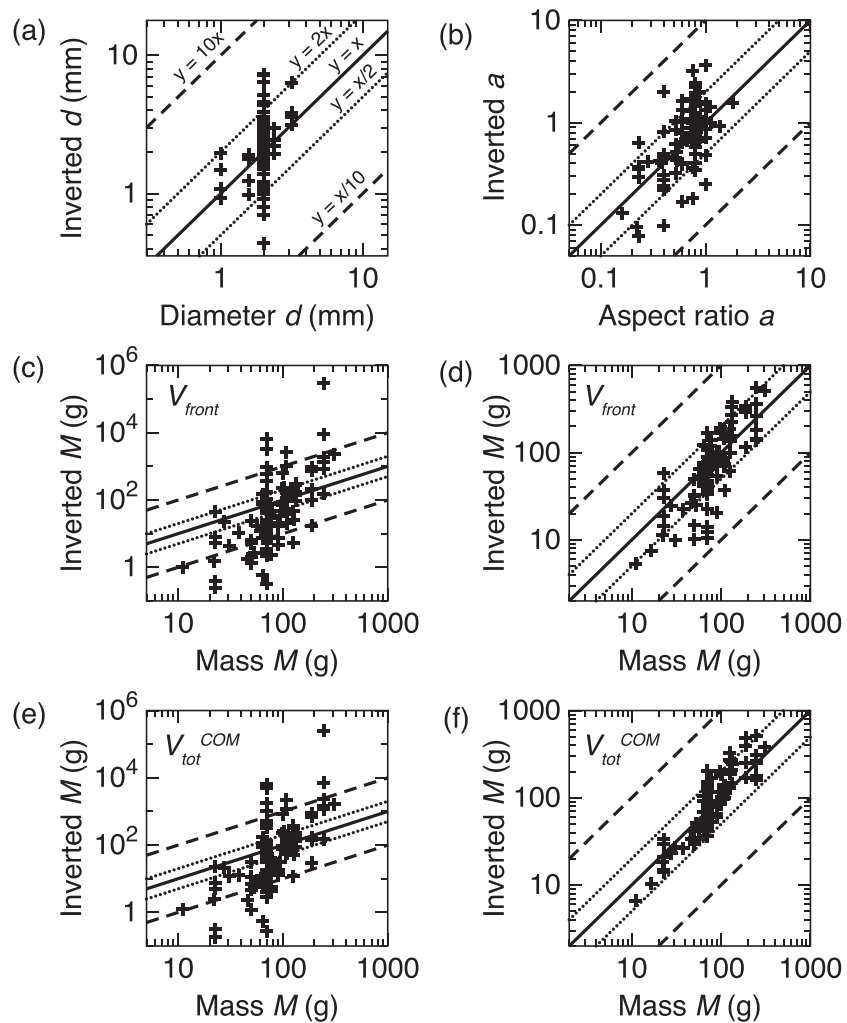 (a)
Inverted d (mm)
10
1
y = 10x
y = 2x
y = x
y = x/2
y = x/10
1
10
Diameter d (mm)
(b)
Inverted a
10
1
0.1
0.1
1
10
Aspect ratio a
(c)
Inverted M (g)
10^6
10^4
10^2
1
V_front
10
100
1000
Mass M (g)
(d)
Inverted M (g)
1000
100
10
V_front
10
100
1000
Mass M (g)
(e)
Inverted M (g)
10^6
10^4
10^2
1
V_tot^COM
10
100
1000
Mass M (g)
(f)
Inverted M (g)
1000
100
10
V_tot^COM
10
100
1000
Mass M (g)